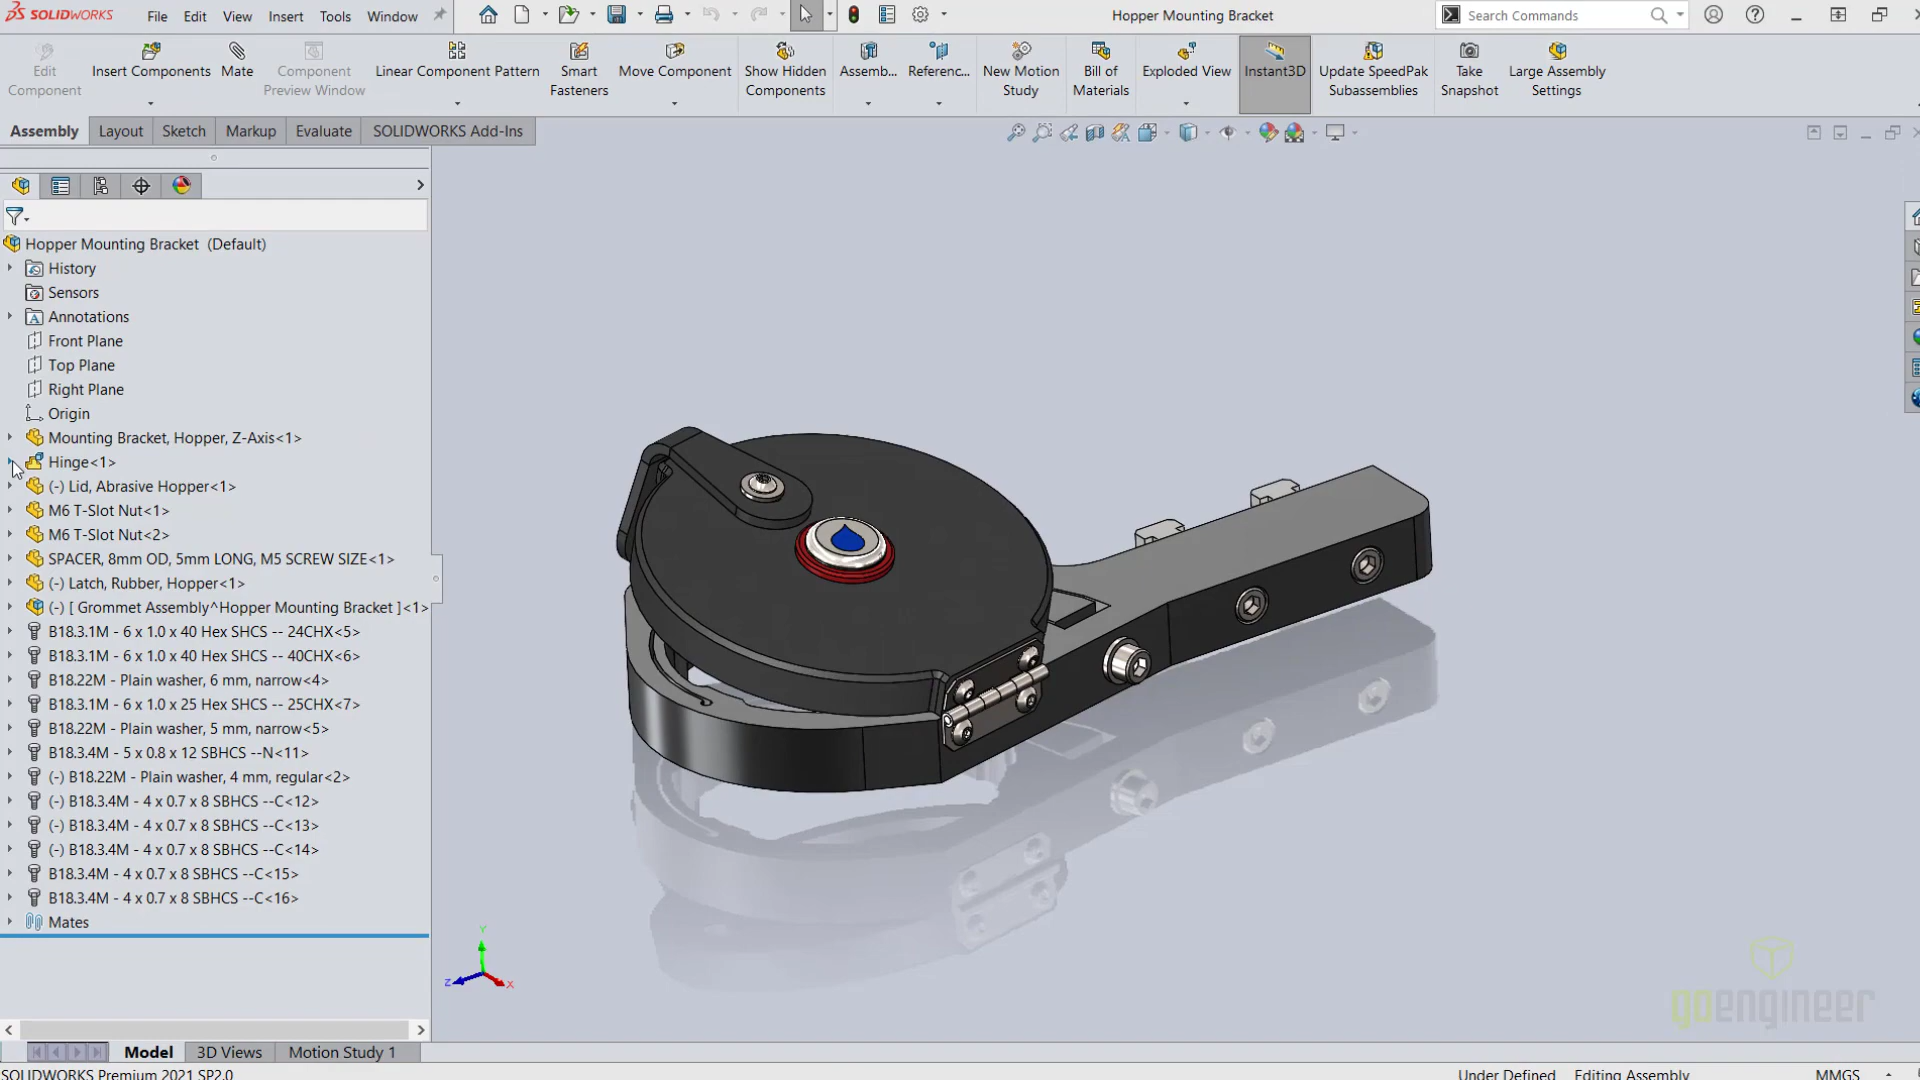 SOLIDWORKS
File Edit View Insert Tools Window
Hopper Mounting Bracket
Search Commands
Edit Component
Insert Components
Mate
Component Preview Window
Linear Component Pattern
Smart Fasteners
Move Component
Show Hidden Components
Assemb...
Referenc...
New Motion Study
Bill of Materials
Exploded View
Instant3D
Update SpeedPak Subassemblies
Take Snapshot
Large Assembly Settings
Assembly Layout Sketch Markup Evaluate SOLIDWORKS Add-Ins
Hopper Mounting Bracket (Default)
History
Sensors
Annotations
Front Plane
Top Plane
Right Plane
Origin
Mounting Bracket, Hopper, Z-Axis<1>
Hinge<1>
(-) Lid, Abrasive Hopper<1>
M6 T-Slot Nut<1>
M6 T-Slot Nut<2>
SPACER, 8mm OD, 5mm LONG, M5 SCREW SIZE<1>
(-) Latch, Rubber, Hopper<1>
(-) [ Grommet Assembly^Hopper Mounting Bracket ]<1>
B18.3.1M - 6 x 1.0 x 40 Hex SHCS -- 24CHX<5>
B18.3.1M - 6 x 1.0 x 40 Hex SHCS -- 40CHX<6>
B18.22M - Plain washer, 6 mm, narrow<4>
B18.3.1M - 6 x 1.0 x 25 Hex SHCS -- 25CHX<7>
B18.22M - Plain washer, 5 mm, narrow<5>
B18.3.4M - 5 x 0.8 x 12 SBHCS --N<11>
(-) B18.22M - Plain washer, 4 mm, regular<2>
(-) B18.3.4M - 4 x 0.7 x 8 SBHCS --C<12>
(-) B18.3.4M - 4 x 0.7 x 8 SBHCS --C<13>
(-) B18.3.4M - 4 x 0.7 x 8 SBHCS --C<14>
B18.3.4M - 4 x 0.7 x 8 SBHCS --C<15>
B18.3.4M - 4 x 0.7 x 8 SBHCS --C<16>
Mates
Y
Z
X
goengineer
Model 3D Views Motion Study 1
SOLIDWORKS Premium 2021 SP2.0
Under Defined Editing Assembly MMGS